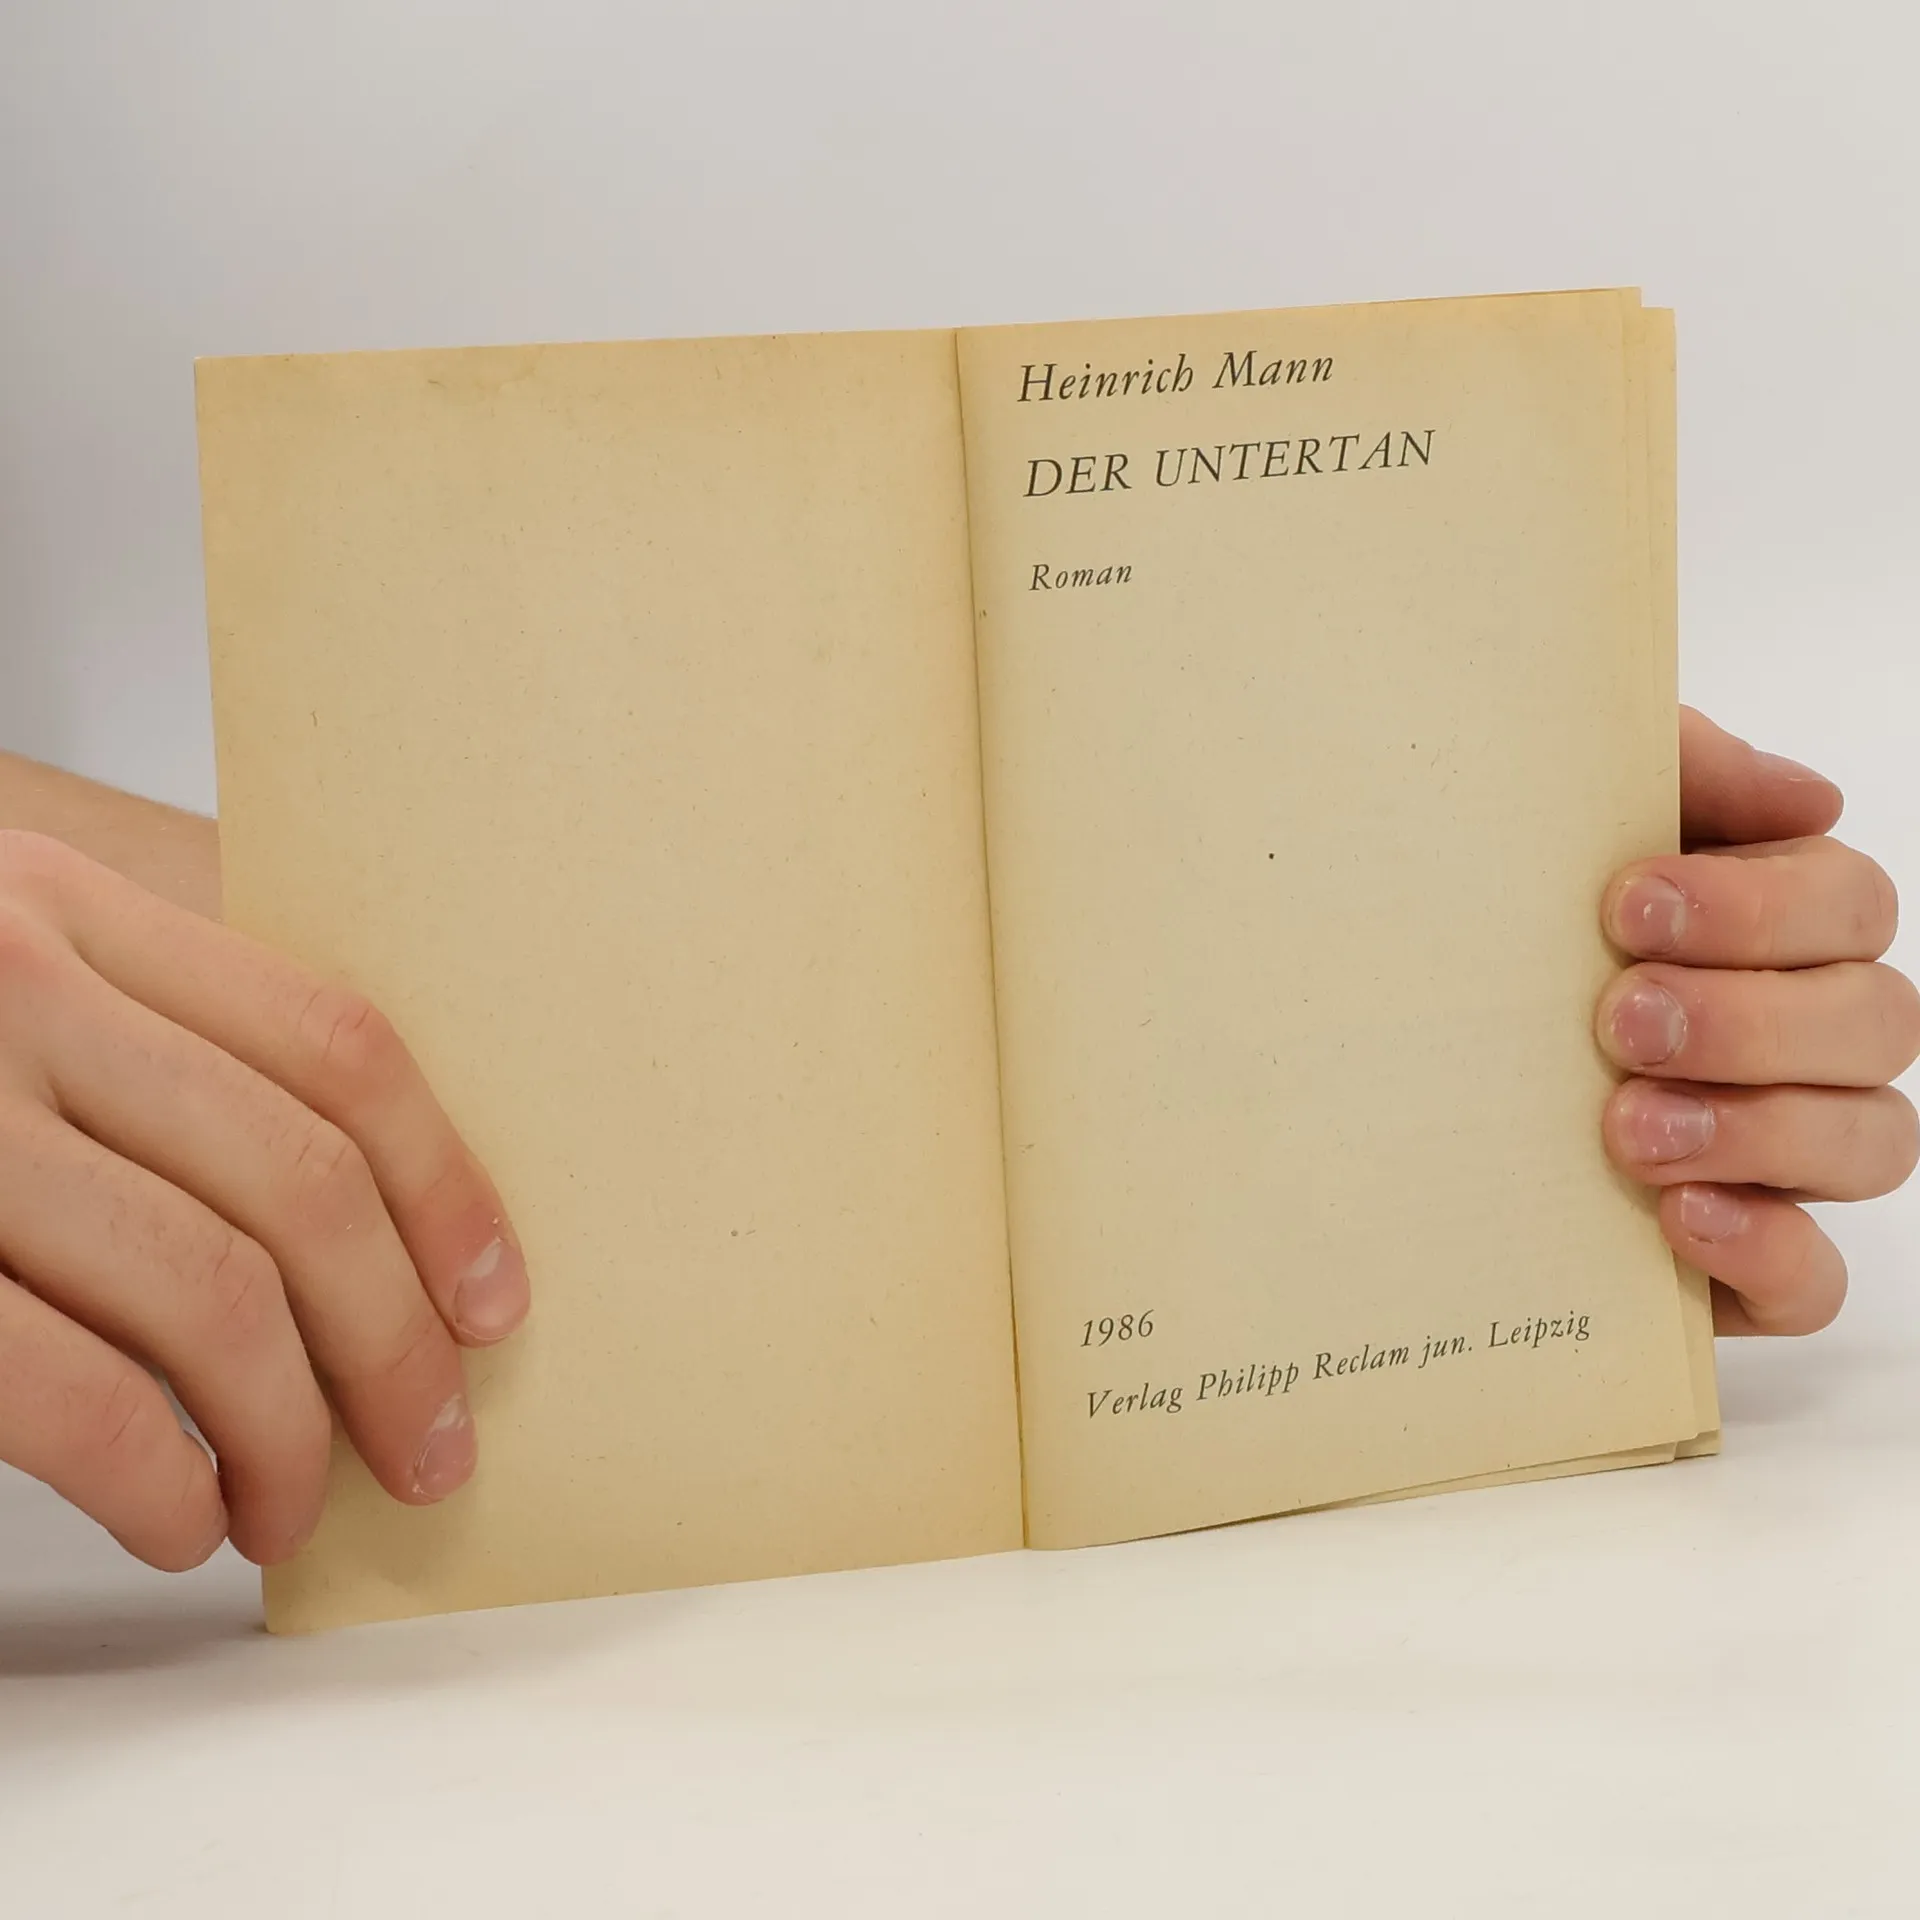 Heinrich Mann
DER UNTERTAN
Roman
1986
Verlag Philipp Reclam jun. Leipzig